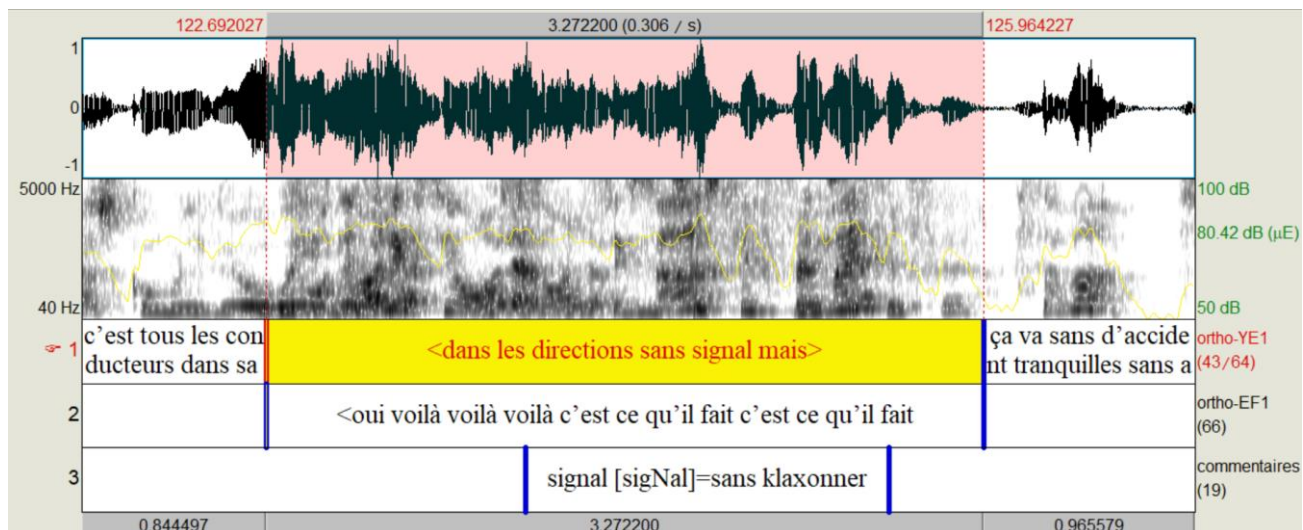 122.692027 3.272200 (0.306 / s) 125.964227
1
0
-1
5000 Hz
40 Hz
100 dB
80.42 dB (µE)
50 dB
1
c’est tous les con
ducteurs dans sa
<dans les directions sans signal mais>
ça va sans d’accide
nt tranquilles sans a
ortho-YE1
(43/64)
2
<oui voilà voilà voilà c’est ce qu’il fait c’est ce qu’il fait
ortho-EF1
(66)
3
signal [sigNal]=sans klaxonner
commentaires
(19)
0.844497 3.272200 0.965579